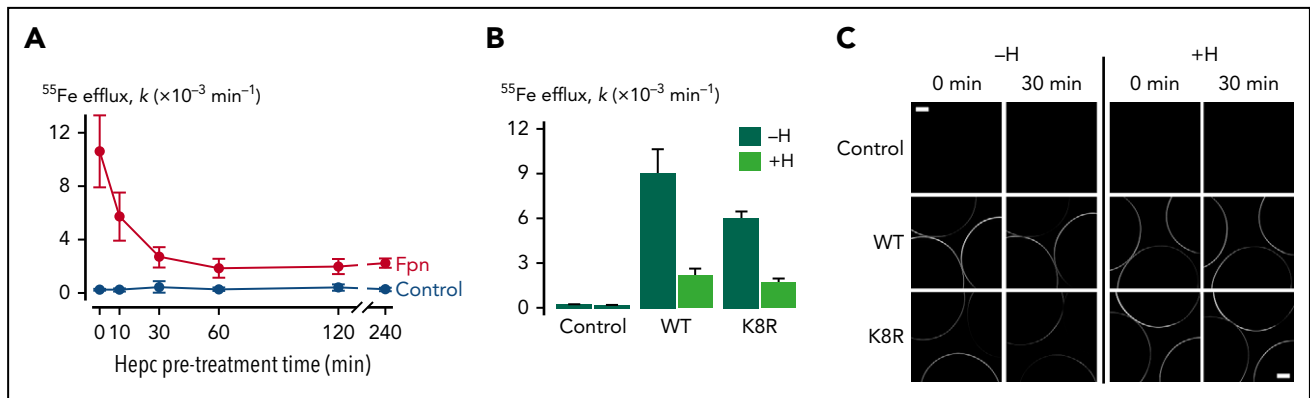 A
⁵⁵Fe efflux, k (×10⁻³ min⁻¹)
12
8
4
0
Fpn
Control
0 10 30 60 120 240
Hepc pre-treatment time (min)
B
⁵⁵Fe efflux, k (×10⁻³ min⁻¹)
12
9
6
3
0
–H
+H
Control WT K8R
C
–H +H
0 min 30 min 0 min 30 min
Control
WT
K8R